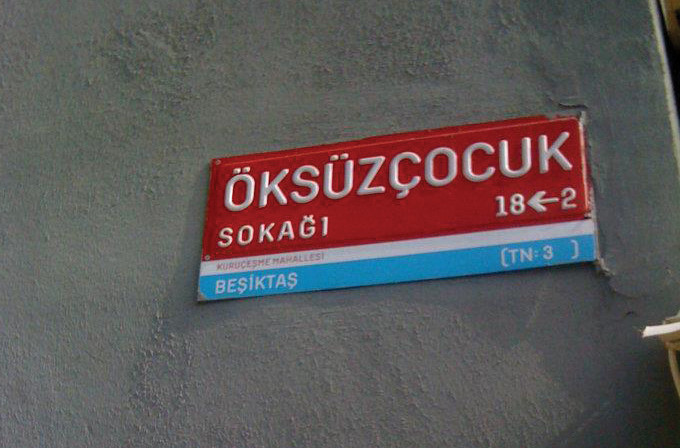 ÖKSÜZÇOCUK
SOKAĞI 18←2
KURUÇEŞME MAHALLESİ
BEŞİKTAŞ (TN: 3 )